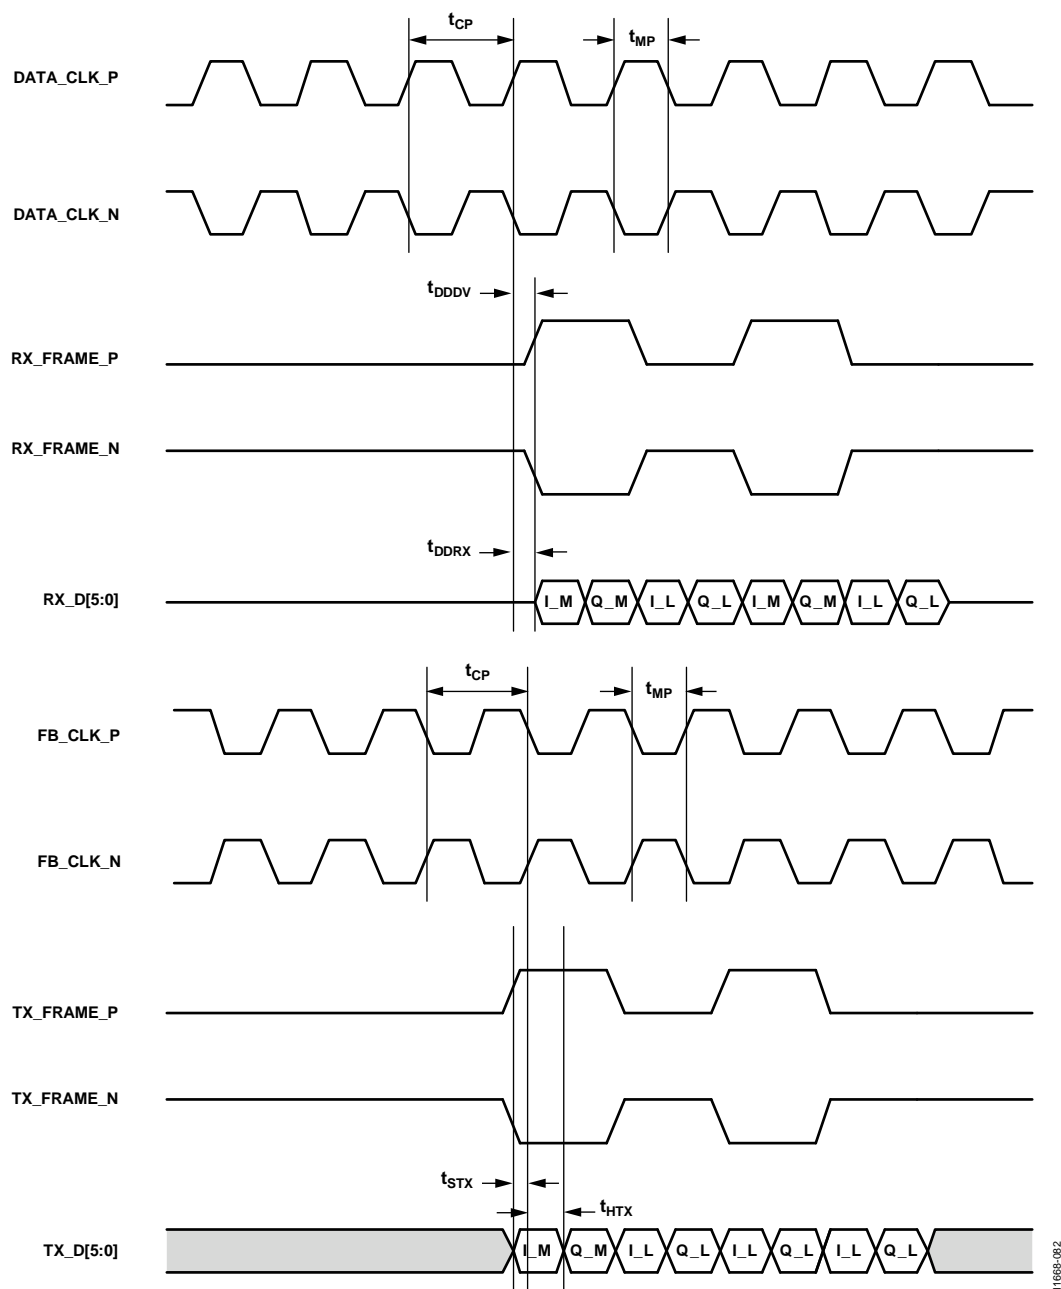 tCP
tMP
DATA_CLK_P
DATA_CLK_N
tDDDV
RX_FRAME_P
RX_FRAME_N
tDDRX
RX_D[5:0]
I_M Q_M I_L Q_L I_M Q_M I_L Q_L
tCP
tMP
FB_CLK_P
FB_CLK_N
TX_FRAME_P
TX_FRAME_N
tSTX
tHTX
TX_D[5:0]
I_M Q_M I_L Q_L I_L Q_L I_L Q_L
11668-082